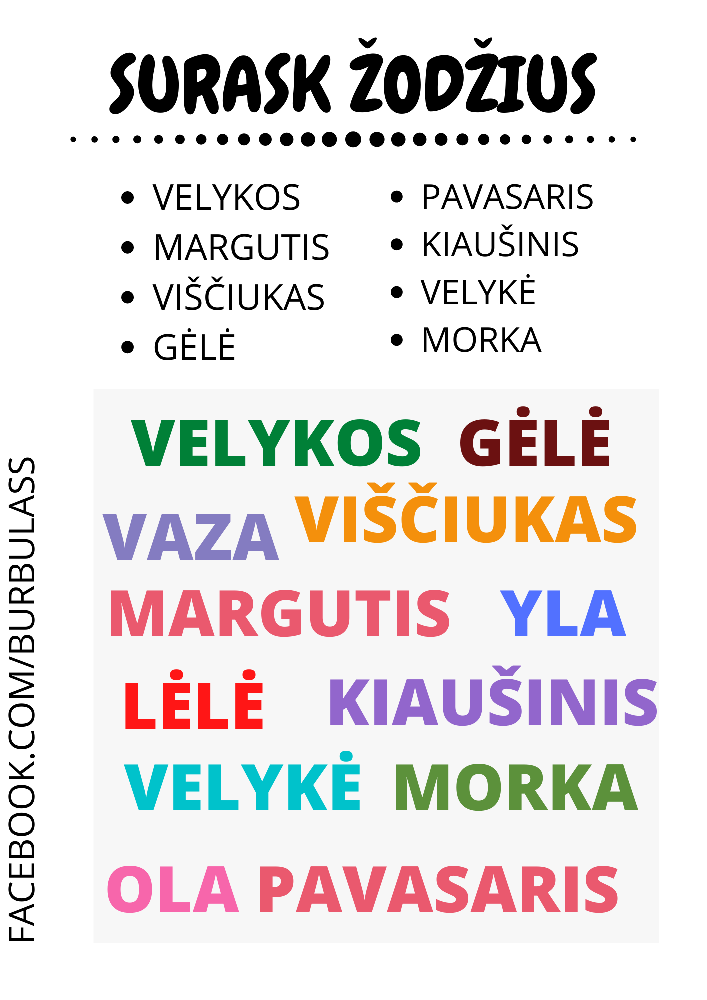 SURASK ŽODŽIUS
VELYKOS
MARGUTIS
VIŠČIUKAS
GĖLĖ
PAVASARIS
KIAUŠINIS
VELYKĖ
MORKA
VELYKOS GĖLĖ
VAZA VIŠČIUKAS
MARGUTIS YLA
LĖLĖ KIAUŠINIS
VELYKĖ MORKA
OLA PAVASARIS
FACEBOOK.COM/BURBULASS